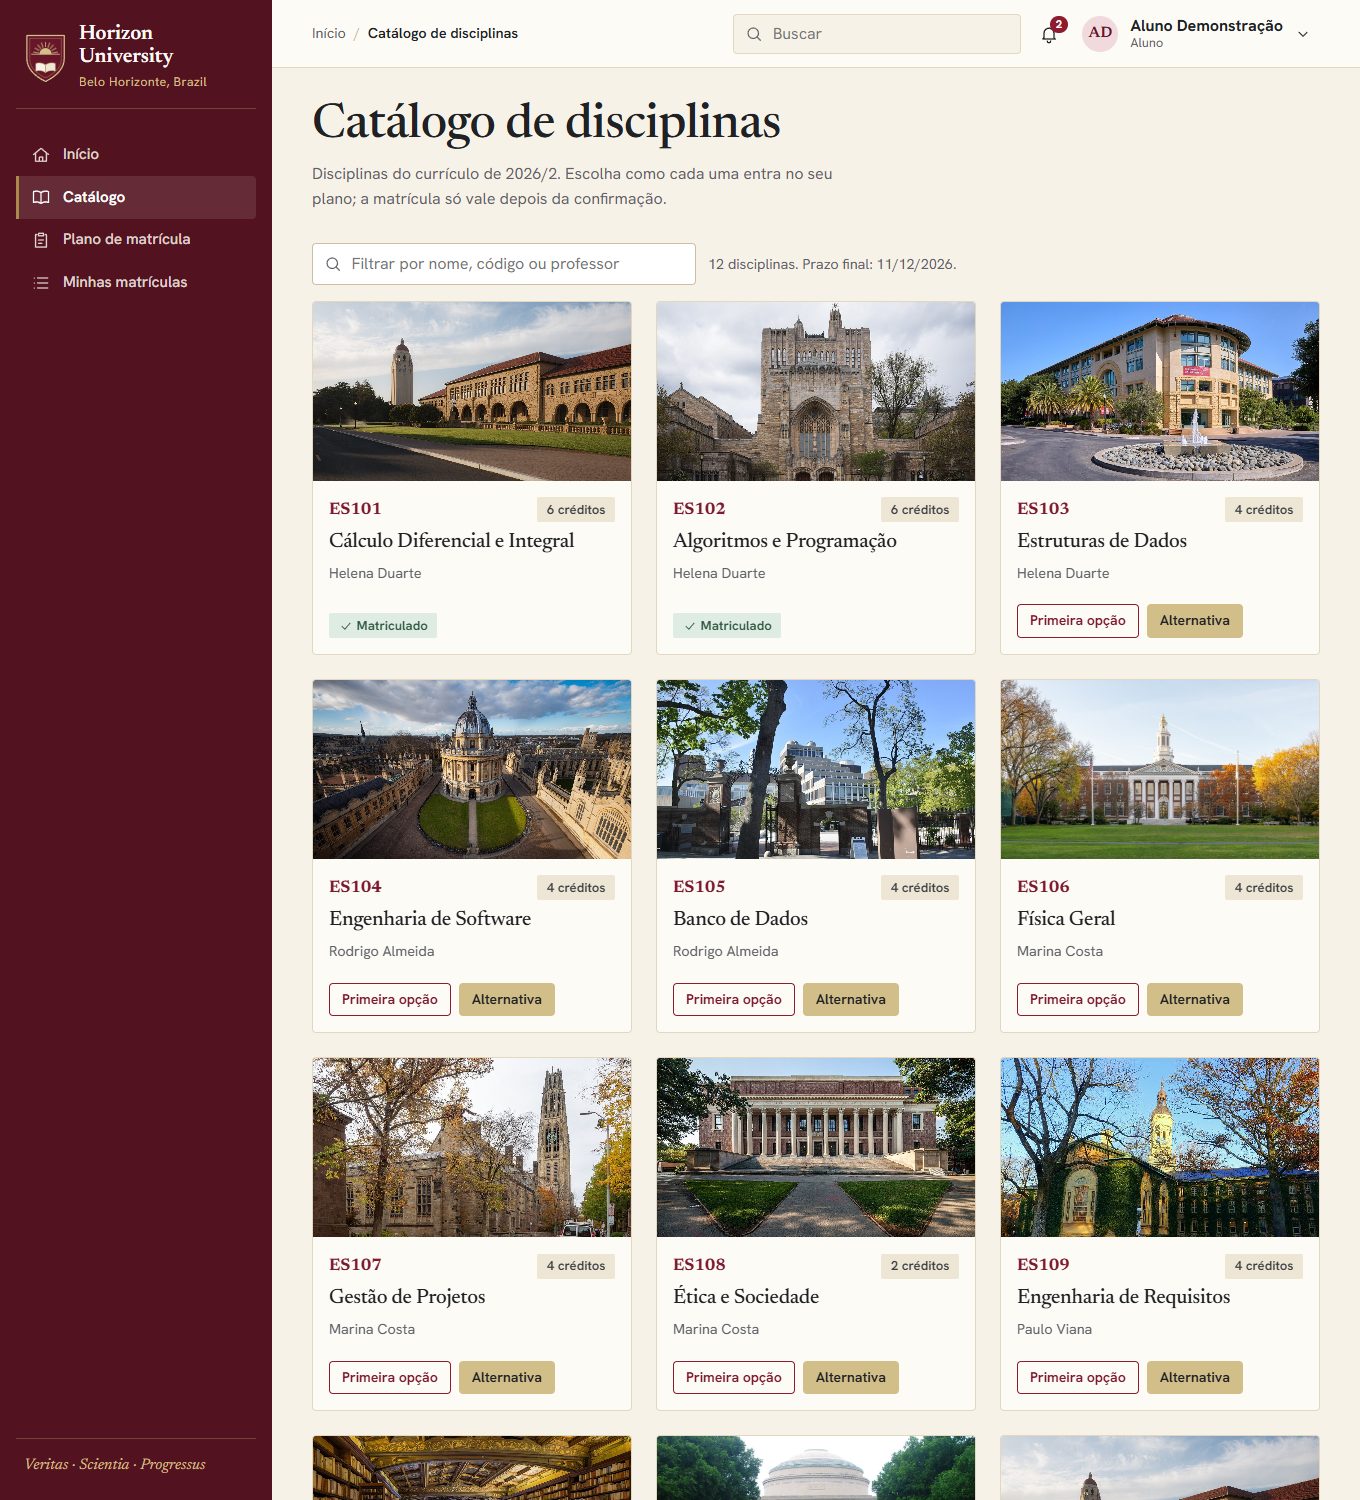 Horizon
University
Belo Horizonte, Brazil
Início
Catálogo
Plano de matrícula
Minhas matrículas
Veritas · Scientia · Progressus
Início / Catálogo de disciplinas
Buscar
2
AD
Aluno Demonstração
Aluno
Catálogo de disciplinas
Disciplinas do currículo de 2026/2. Escolha como cada uma entra no seu
plano; a matrícula só vale depois da confirmação.
Filtrar por nome, código ou professor
12 disciplinas. Prazo final: 11/12/2026.
ES101
6 créditos
Cálculo Diferencial e Integral
Helena Duarte
Matriculado
ES102
6 créditos
Algoritmos e Programação
Helena Duarte
Matriculado
ES103
4 créditos
Estruturas de Dados
Helena Duarte
Primeira opção
Alternativa
ES104
4 créditos
Engenharia de Software
Rodrigo Almeida
Primeira opção
Alternativa
ES105
4 créditos
Banco de Dados
Rodrigo Almeida
Primeira opção
Alternativa
ES106
4 créditos
Física Geral
Marina Costa
Primeira opção
Alternativa
ES107
4 créditos
Gestão de Projetos
Marina Costa
Primeira opção
Alternativa
ES108
2 créditos
Ética e Sociedade
Marina Costa
Primeira opção
Alternativa
ES109
4 créditos
Engenharia de Requisitos
Paulo Viana
Primeira opção
Alternativa